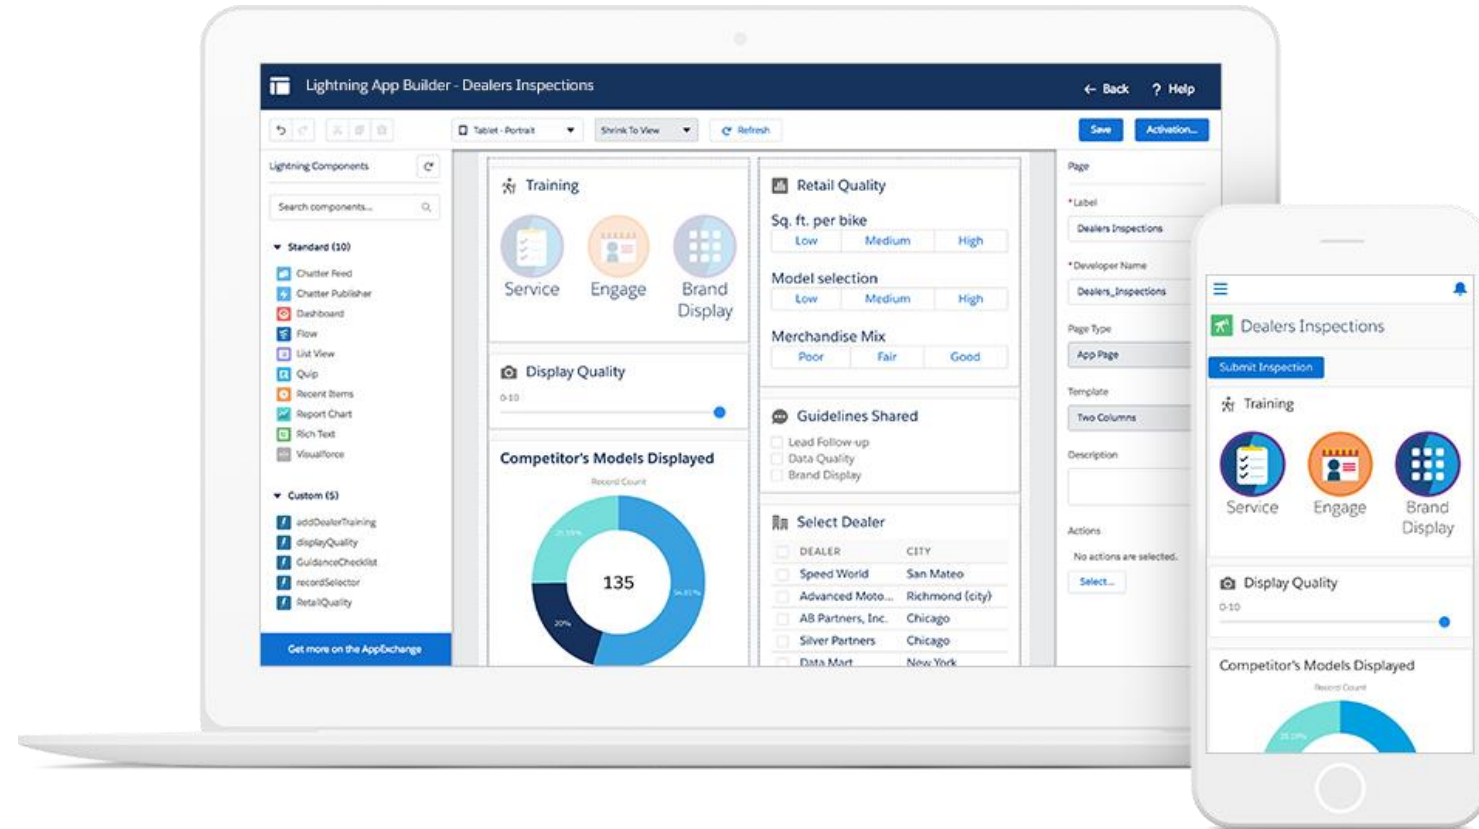 Lightning App Builder - Dealers Inspections
← Back
? Help
Tablet - Portrait
Shrink To View
Refresh
Save
Activation...
Lightning Components
Search components...
Standard (10)
Chatter Feed
Chatter Publisher
Dashboard
Flow
List View
Quip
Recent Items
Report Chart
Rich Text
Visualforce
Custom (5)
addDealerTraining
displayQuality
GuidanceChecklist
recordSelector
RetailQuality
Get more on the AppExchange
Training
Service
Engage
Brand
Display
Display Quality
0-10
Competitor's Models Displayed
Record Count
20%
135
Retail Quality
Sq. ft. per bike
Low Medium High
Model selection
Low Medium High
Merchandise Mix
Poor Fair Good
Guidelines Shared
Lead Follow-up
Data Quality
Brand Display
Select Dealer
DEALER CITY
Speed World San Mateo
Advanced Moto... Richmond (city)
AB Partners, Inc. Chicago
Silver Partners Chicago
Data Mart New York
Page
*Label
Dealers Inspections
*Developer Name
Dealers_Inspections
Page Type
App Page
Template
Two Columns
Description
Actions
No actions are selected.
Select...
Dealers Inspections
Submit Inspection
Training
Service
Engage
Brand
Display
Display Quality
0-10
Competitor's Models Displayed
Record Count
25.19%